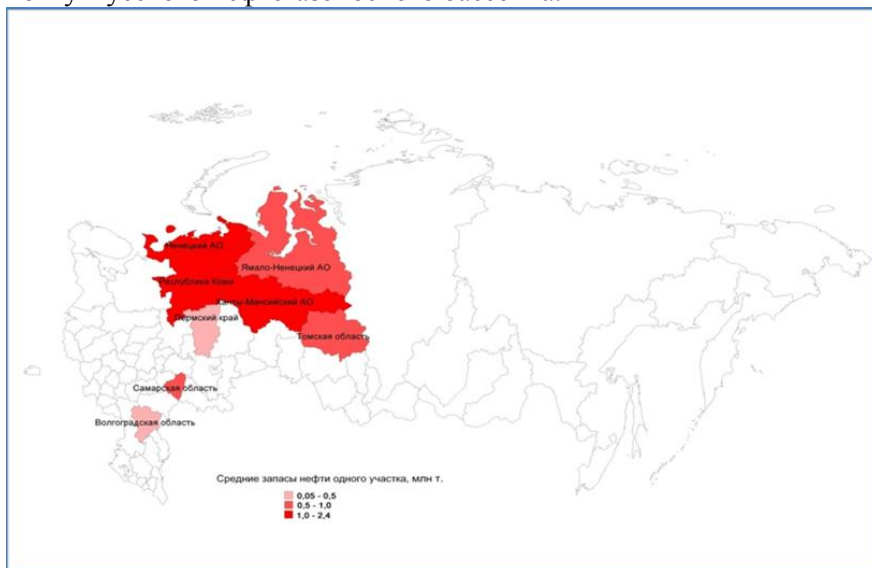 Ненецкий АО
Ямало-Ненецкий АО
Республика Коми
Ханты-Мансийский АО
Пермский край
Томская область
Самарская область
Волгоградская область
Средние запасы нефти одного участка, млн т.
0,05 - 0,5
0,5 - 1,0
1,0 - 2,4